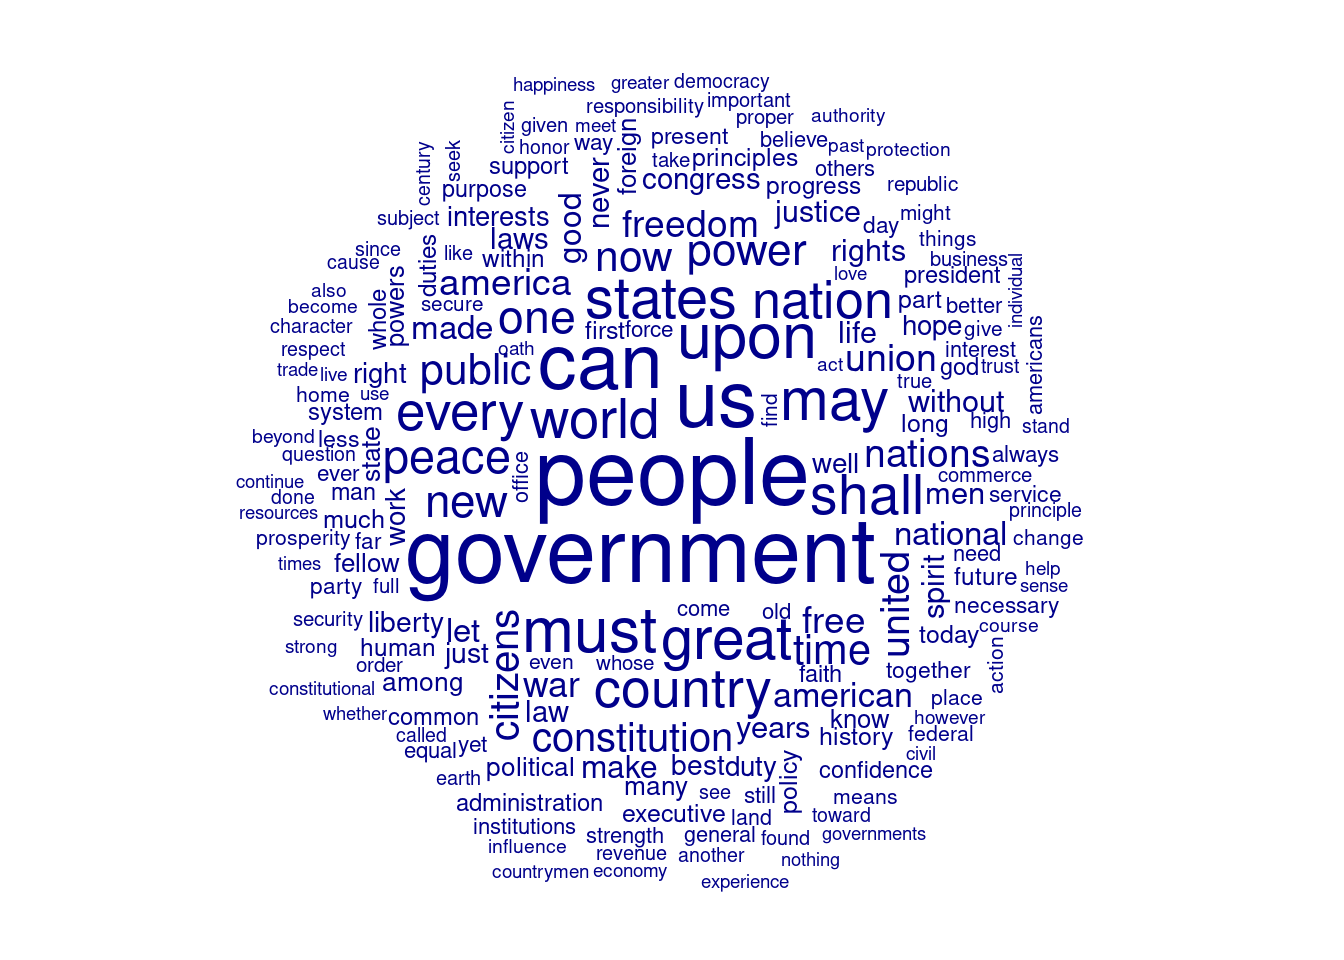 happiness greater democracy
citizen given meet responsibility important
proper authority
century seek honor way foreign present believe past protection
support never take principles others
purpose congress progress republic
subject interests good freedom justice day might
since duties like laws within now power rights things
cause whole powers america love president business individual
also secure states nation part better
become made one first force upon life hope give americans
character
respect oath can act union interest
trade live right public god trust
home use us may true without
system every world find long high stand
beyond less state
question peace office people well nations always
continue ever commerce
done man work new shall men service
resources much principle
prosperity far national change
times fellow government united spirit need
party full future help
sense
security liberty let citizens must come old free necessary
strong human just great time today course
order even whose together action
constitutional among war country faith american place
whether common law constitution years know however
called history federal
equal yet civil
earth political make best duty policy confidence
administration many see still means
institutions executive land toward
influence strength general found governments
revenue another nothing
countrymen economy
experience